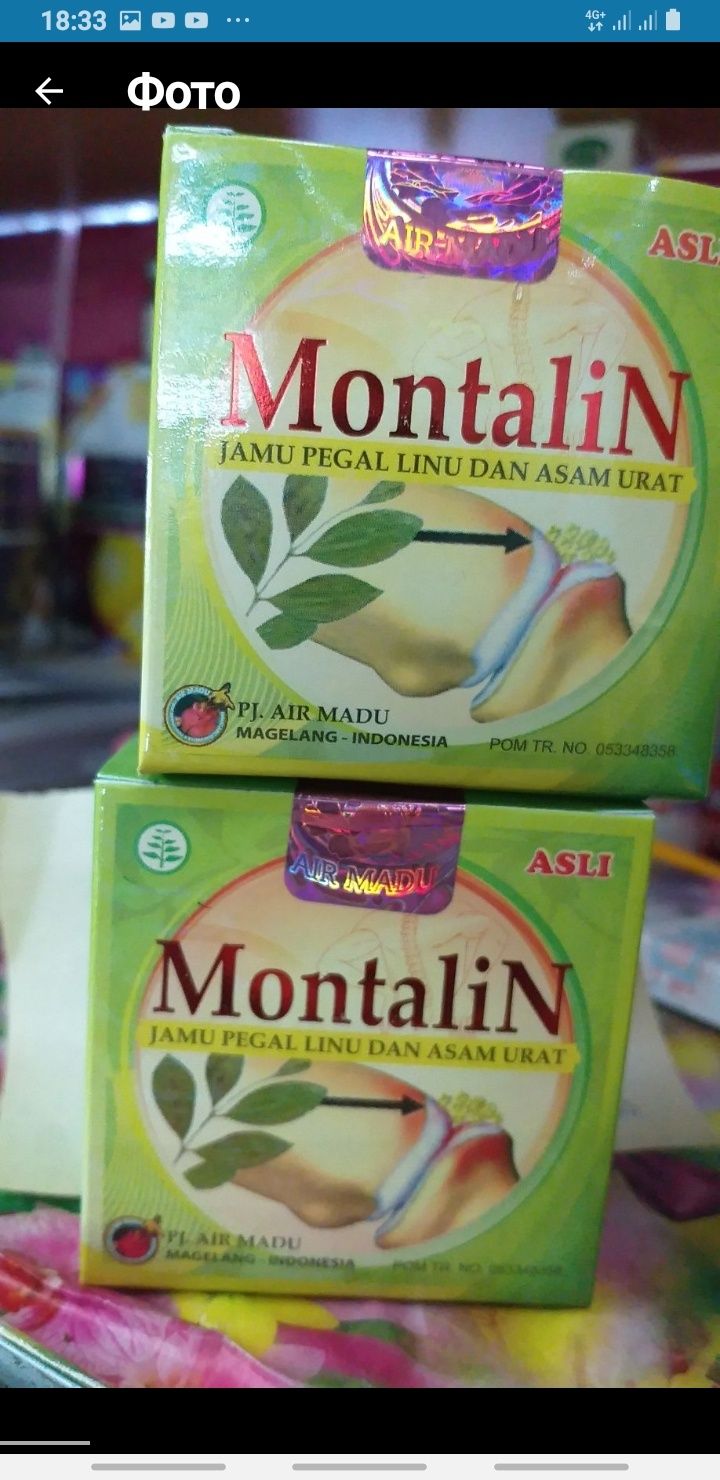 18:33
4G+
Фото
AIR
ASL
MontaliN
JAMU PEGAL LINU DAN ASAM URAT
PJ. AIR MADU
MAGELANG - INDONESIA
POM TR. NO. 053348358
AIR MADU
ASLI
MontaliN
JAMU PEGAL LINU DAN ASAM URAT
PJ. AIR MADU
MAGELANG - INDONESIA
POM TR. NO.